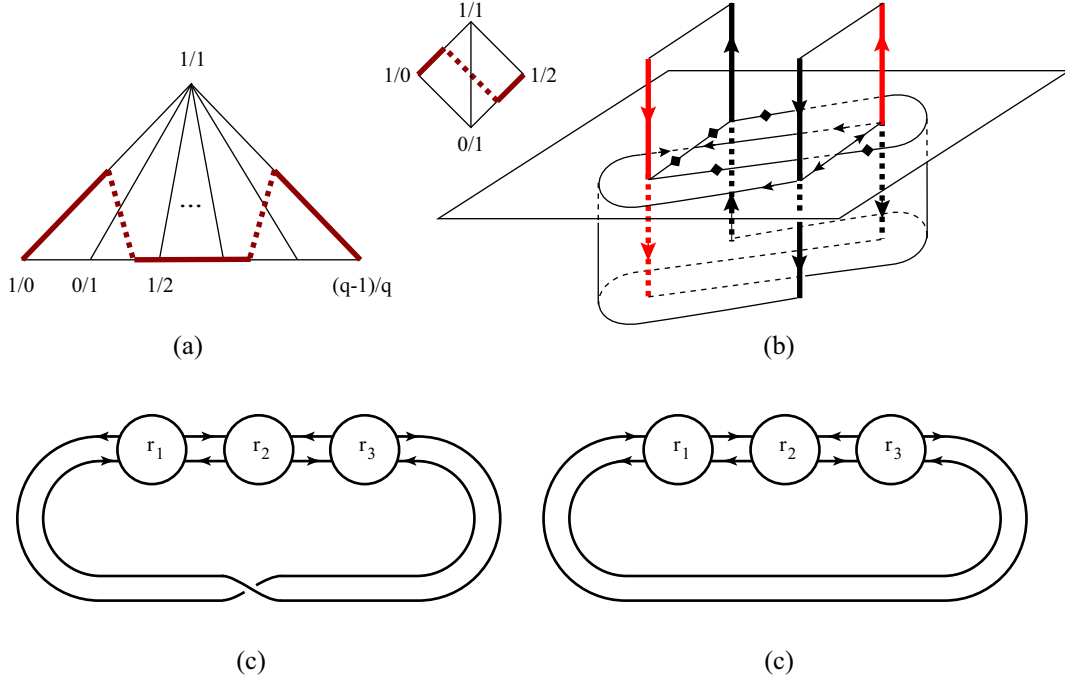 1/1
1/0
0/1
1/2
(q-1)/q
...
(a)
1/1
1/0
1/2
0/1
(b)
r1
r2
r3
(c)
r1
r2
r3
(c)